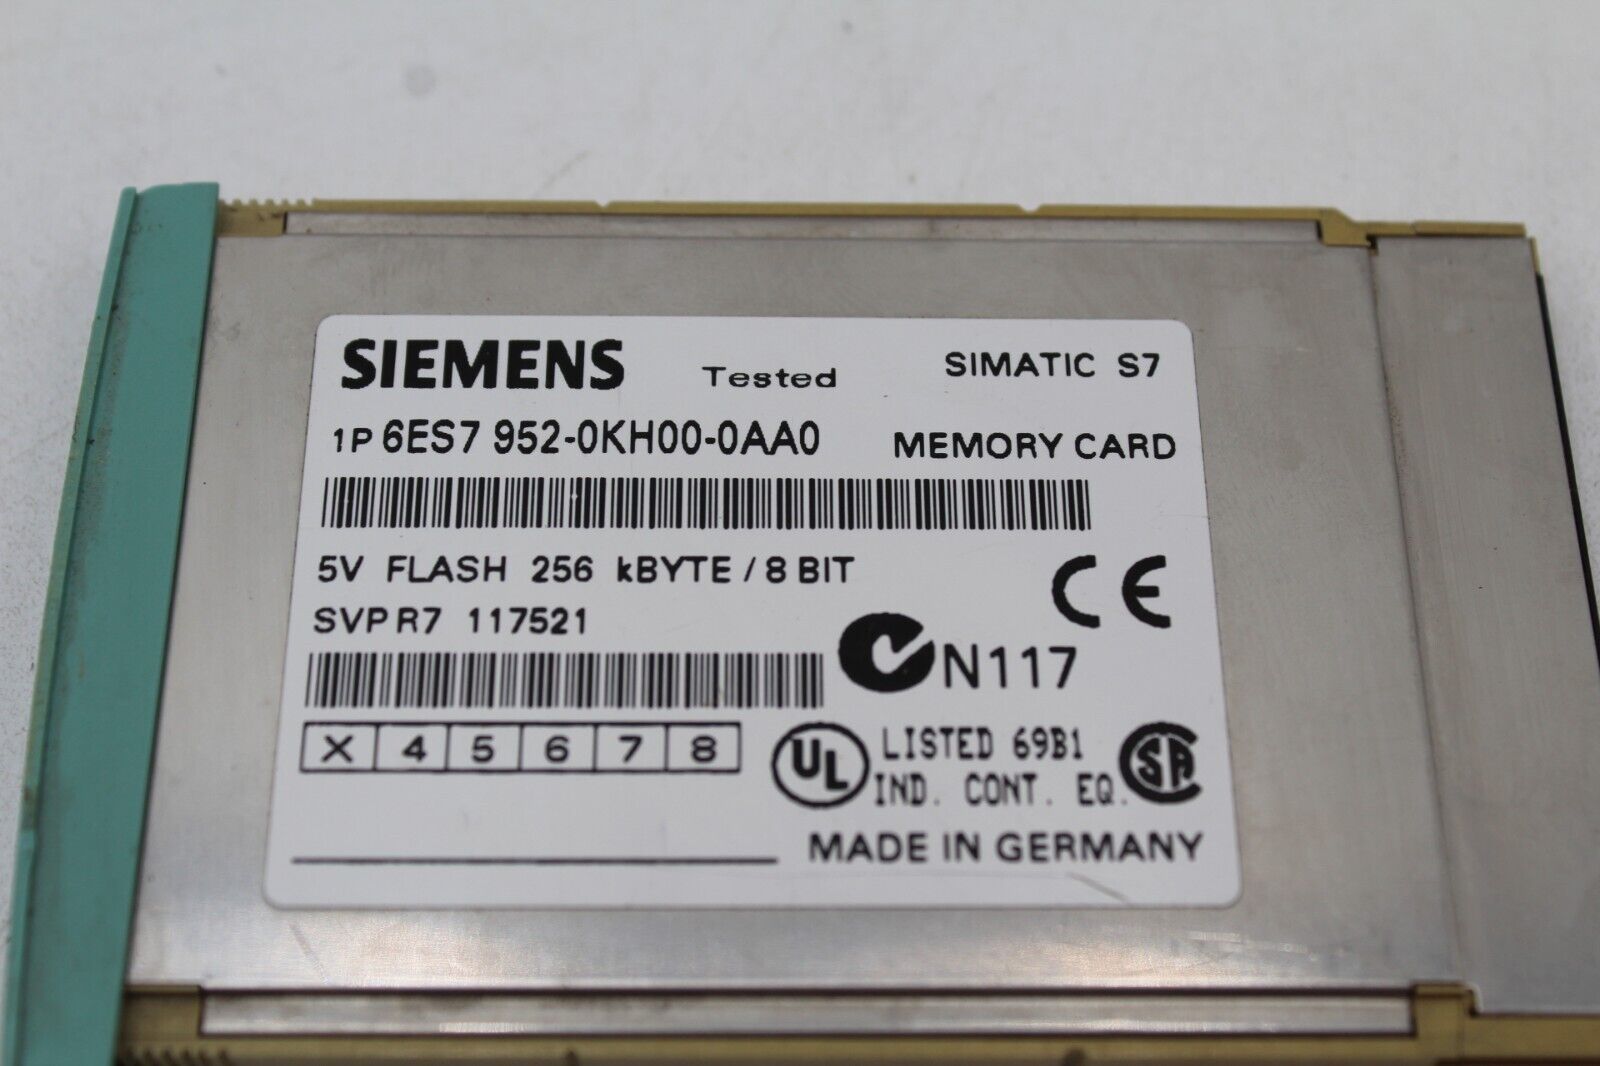 SIEMENS Tested SIMATIC S7
1P 6ES7 952-0KH00-0AA0 MEMORY CARD
5V FLASH 256 kBYTE / 8 BIT
CE
SVP R7 117521
N117
X 4 5 6 7 8
UL LISTED 69B1 SA
IND. CONT. EQ.
MADE IN GERMANY